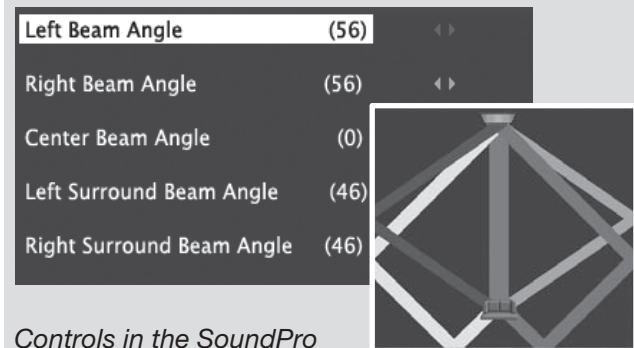 Left Beam Angle (56)
Right Beam Angle (56)
Center Beam Angle (0)
Left Surround Beam Angle (46)
Right Surround Beam Angle (46)
Controls in the SoundPro